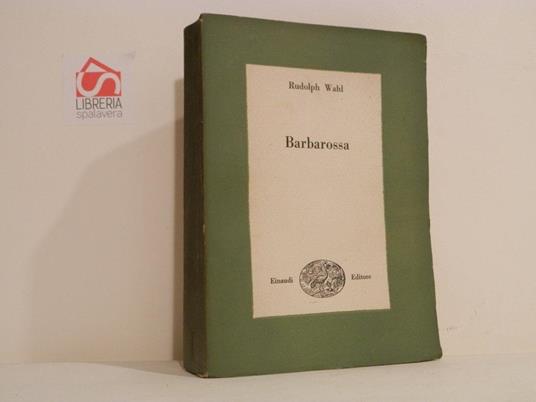 LIBRERIA
spalavera
Rudolph Wahl
Barbarossa
Einaudi Editore